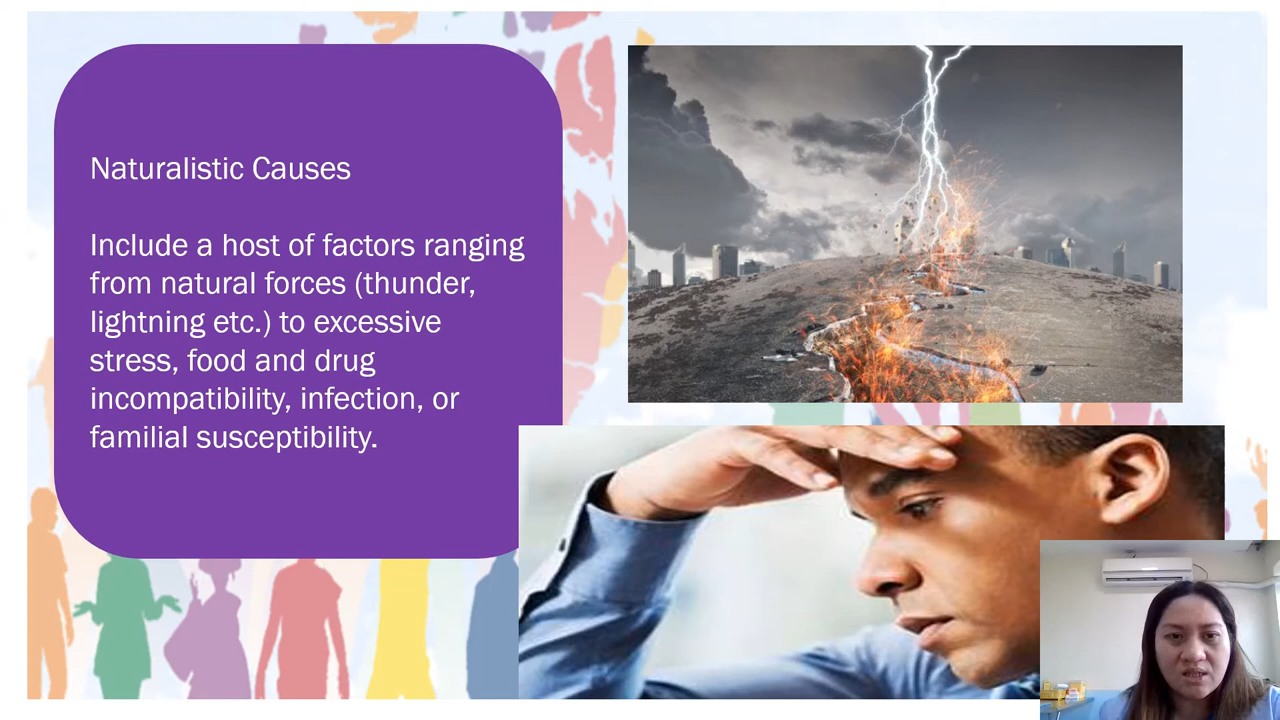 Naturalistic Causes
Include a host of factors ranging
from natural forces (thunder,
lightning etc.) to excessive
stress, food and drug
incompatibility, infection, or
familial susceptibility.